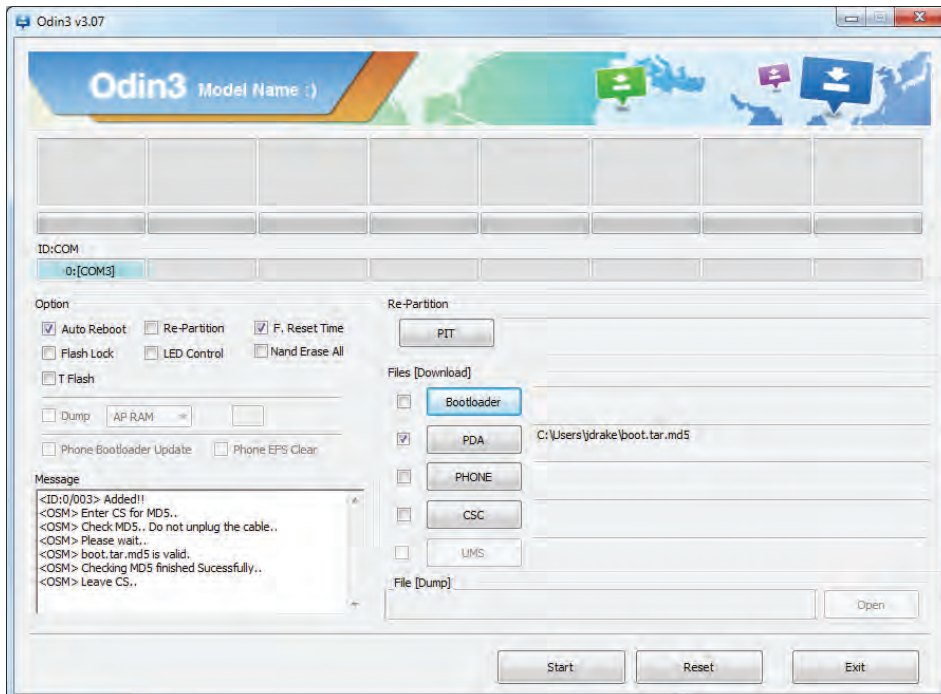 Odin3 v3.07
Odin3 Model Name :)
ID:COM
0:[COM3]
Option
Auto Reboot Re-Partition F. Reset Time
Flash Lock LED Control Nand Erase All
T Flash
Dump AP RAM
Phone Bootloader Update Phone EFS Clear
Message
<ID:0/003> Added!!
<OSM> Enter CS for MD5..
<OSM> Check MD5.. Do not unplug the cable..
<OSM> Please wait..
<OSM> boot.tar.md5 is valid.
<OSM> Checking MD5 finished Sucessfully..
<OSM> Leave CS..
Re-Partition
PIT
Files [Download]
Bootloader
PDA C:\Users\jdrake\boot.tar.md5
PHONE
CSC
UMS
File [Dump]
Open
Start Reset Exit